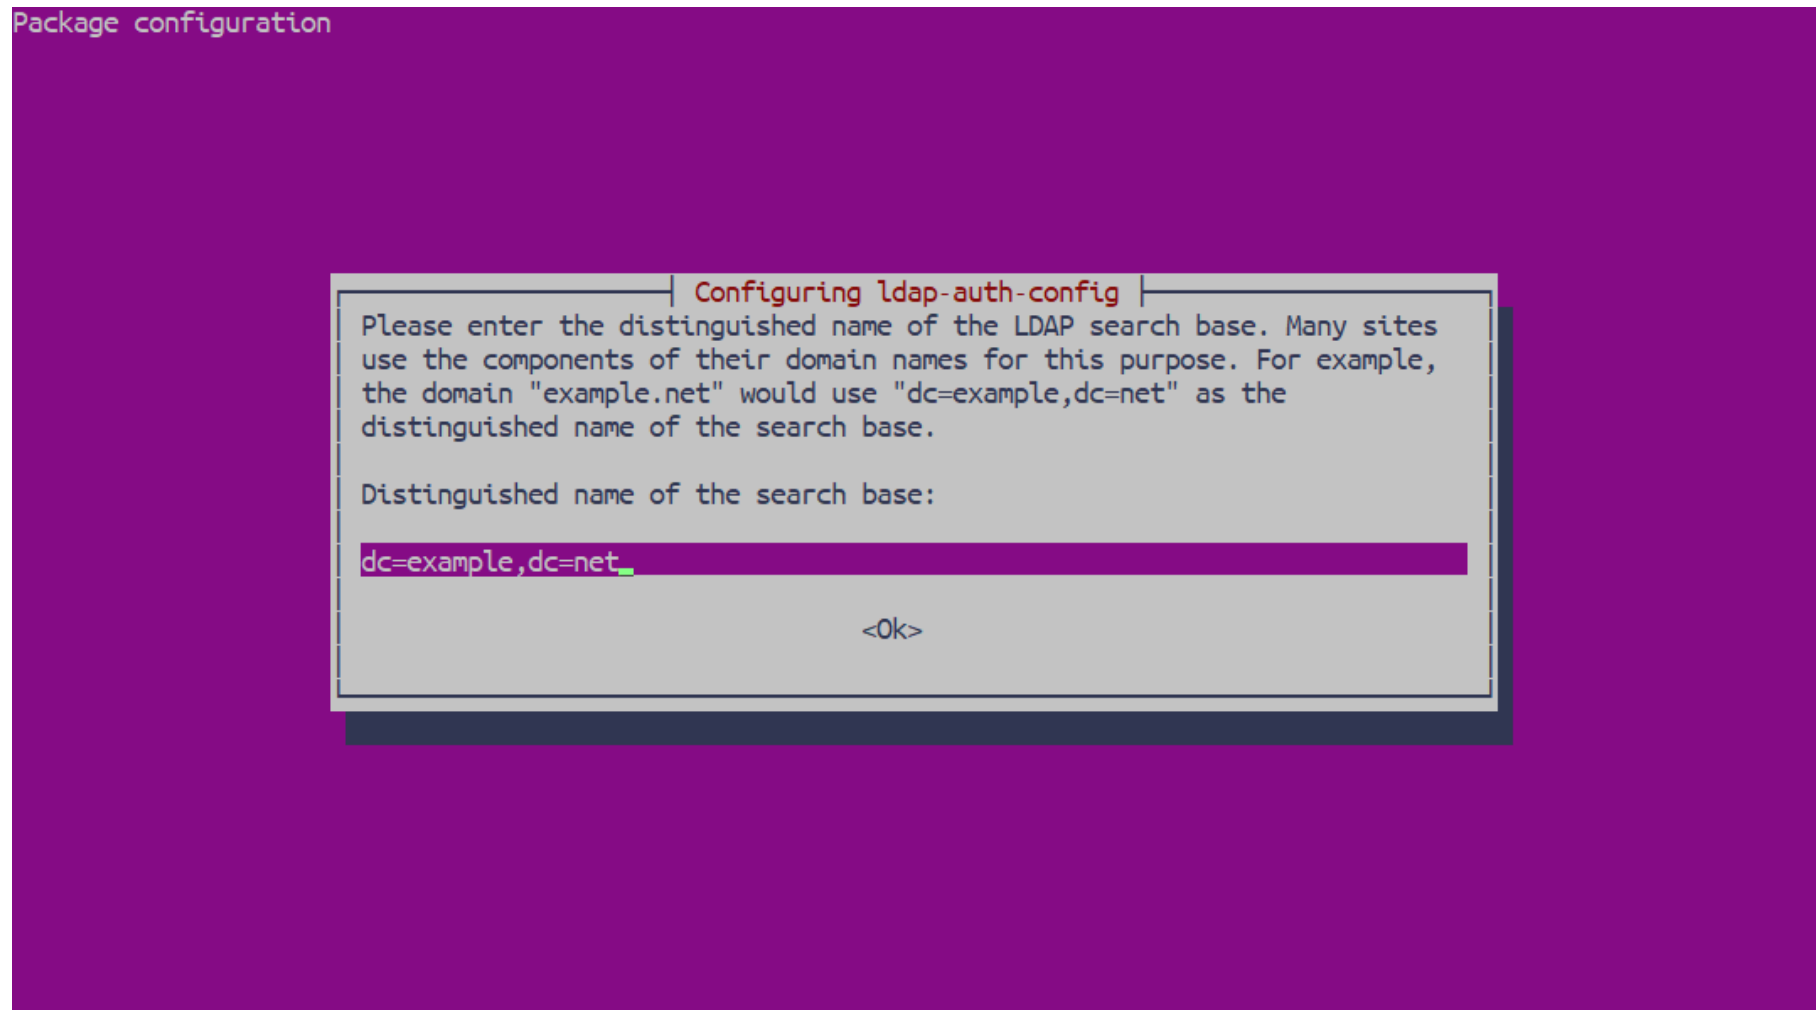 Package configuration
Configuring ldap-auth-config
Please enter the distinguished name of the LDAP search base. Many sites
use the components of their domain names for this purpose. For example,
the domain "example.net" would use "dc=example,dc=net" as the
distinguished name of the search base.
Distinguished name of the search base:
dc=example,dc=net
<Ok>